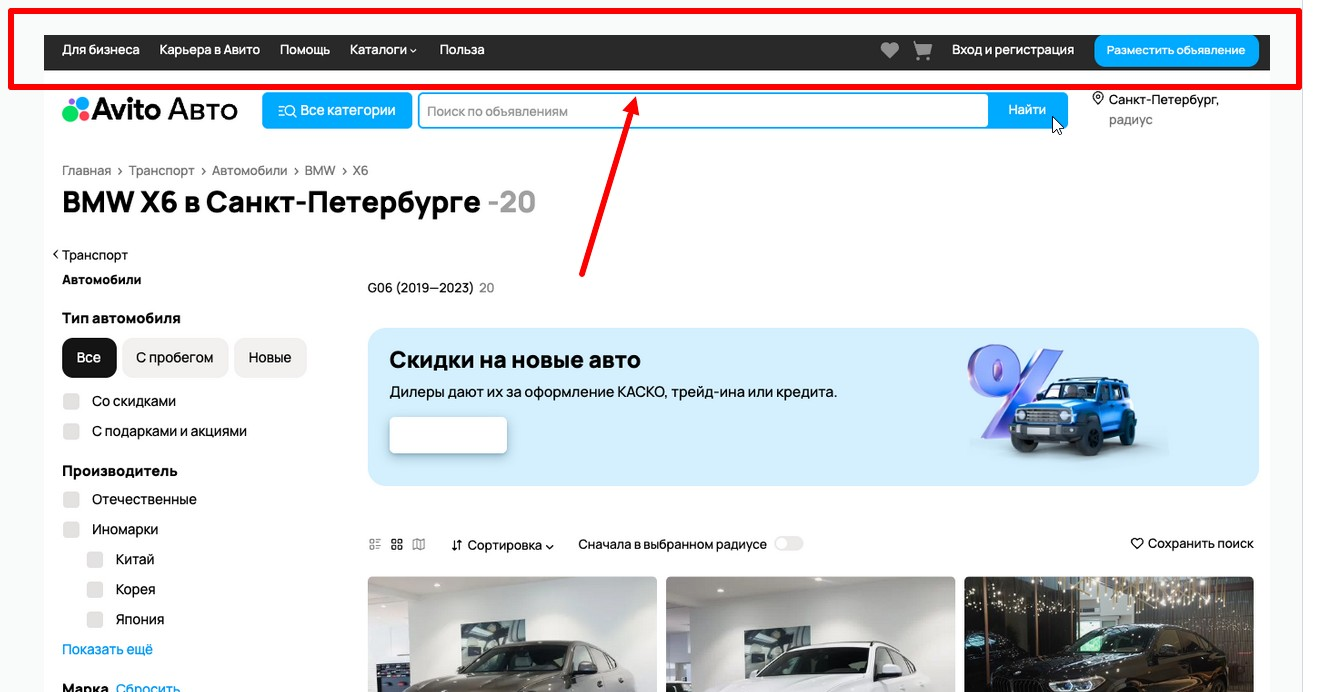 Для бизнеса Карьера в Авито Помощь Каталоги Польза Вход и регистрация Разместить объявление
Avito Авто Все категории Поиск по объявлениям Найти Санкт-Петербург,
радиус
Главная › Транспорт › Автомобили › BMW › X6
BMW X6 в Санкт-Петербурге -20
Транспорт
Автомобили
Тип автомобиля
Все С пробегом Новые
Со скидками
С подарками и акциями
Производитель
Отечественные
Иномарки
Китай
Корея
Япония
Показать ещё
Марка Сбросить
G06 (2019—2023) 20
Скидки на новые авто
Дилеры дают их за оформление КАСКО, трейд-ина или кредита.
%
Сортировка Сначала в выбранном радиусе Сохранить поиск